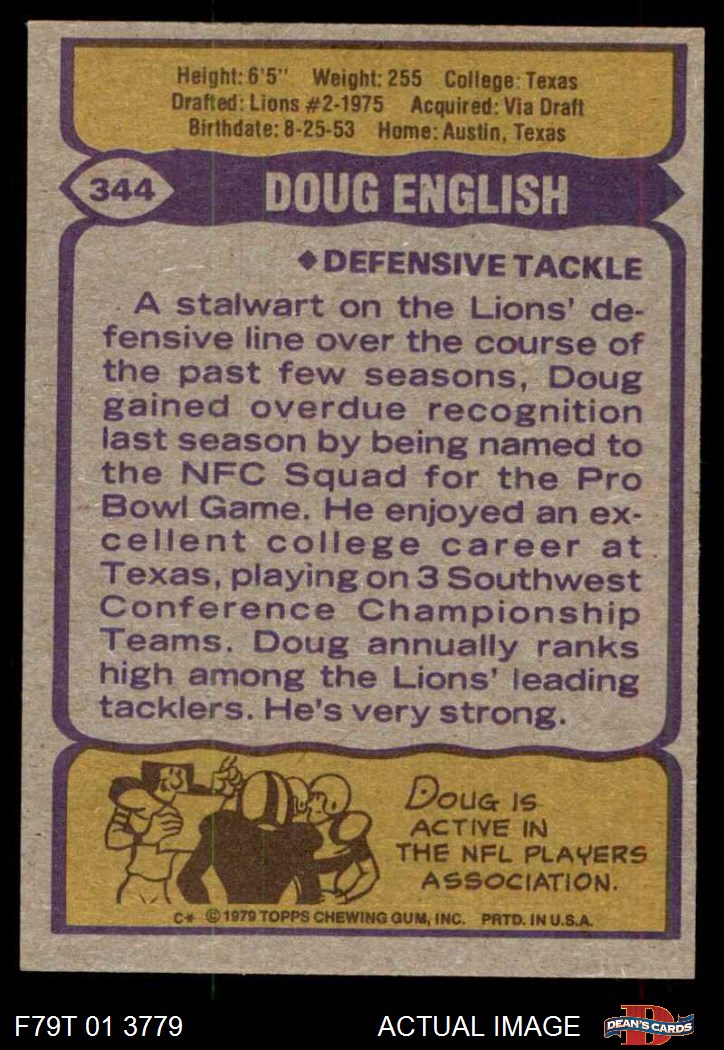 Height: 6'5" Weight: 255 College: Texas
Drafted: Lions #2-1975 Acquired: Via Draft
Birthdate: 8-25-53 Home: Austin, Texas
344 DOUG ENGLISH
◆DEFENSIVE TACKLE
A stalwart on the Lions' de-
fensive line over the course of
the past few seasons, Doug
gained overdue recognition
last season by being named to
the NFC Squad for the Pro
Bowl Game. He enjoyed an ex-
cellent college career at
Texas, playing on 3 Southwest
Conference Championship
Teams. Doug annually ranks
high among the Lions' leading
tacklers. He's very strong.
DOUG IS
ACTIVE IN
THE NFL PLAYERS
ASSOCIATION.
C* © 1979 TOPPS CHEWING GUM, INC. PRTD. IN U.S.A.
F79T 01 3779 ACTUAL IMAGE D DEAN'S CARDS